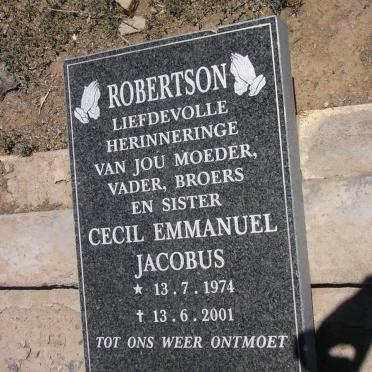 ROBERTSON
LIEFDEVOLLE
HERINNERINGE
VAN JOU MOEDER,
VADER, BROERS
EN SISTER
CECIL EMMANUEL
JACOBUS
★ 13.7.1974
† 13.6.2001
TOT ONS WEER ONTMOET